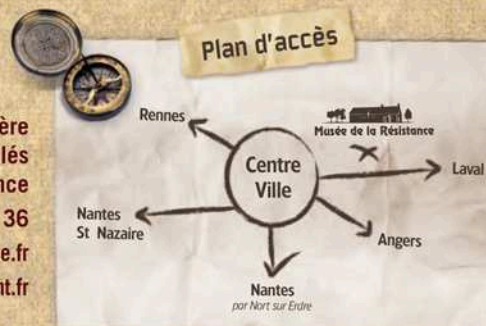 Plan d'accès
ère
lés
nce
36
e.fr
t.fr
Rennes
Musée de la Résistance
Centre
Ville
Laval
Nantes
St Nazaire
Angers
Nantes
par Nort sur Erdre